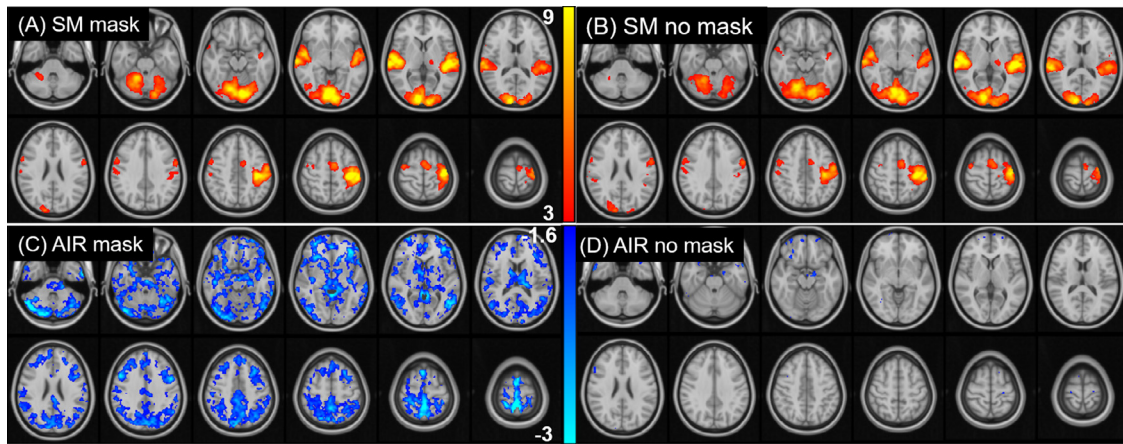 (A) SM mask
9
(B) SM no mask
3
(C) AIR mask
-1.6
(D) AIR no mask
-3